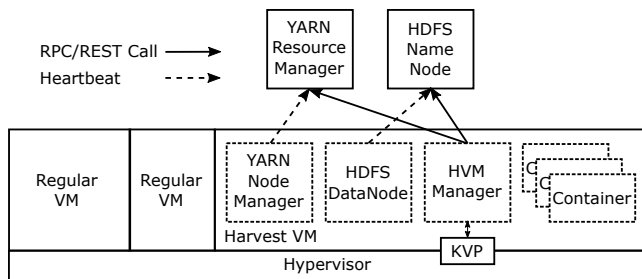 RPC/REST Call
Heartbeat
YARN
Resource
Manager
HDFS
Name
Node
Regular
VM
Regular
VM
YARN
Node
Manager
HDFS
DataNode
HVM
Manager
C
C
Container
Harvest VM
KVP
Hypervisor